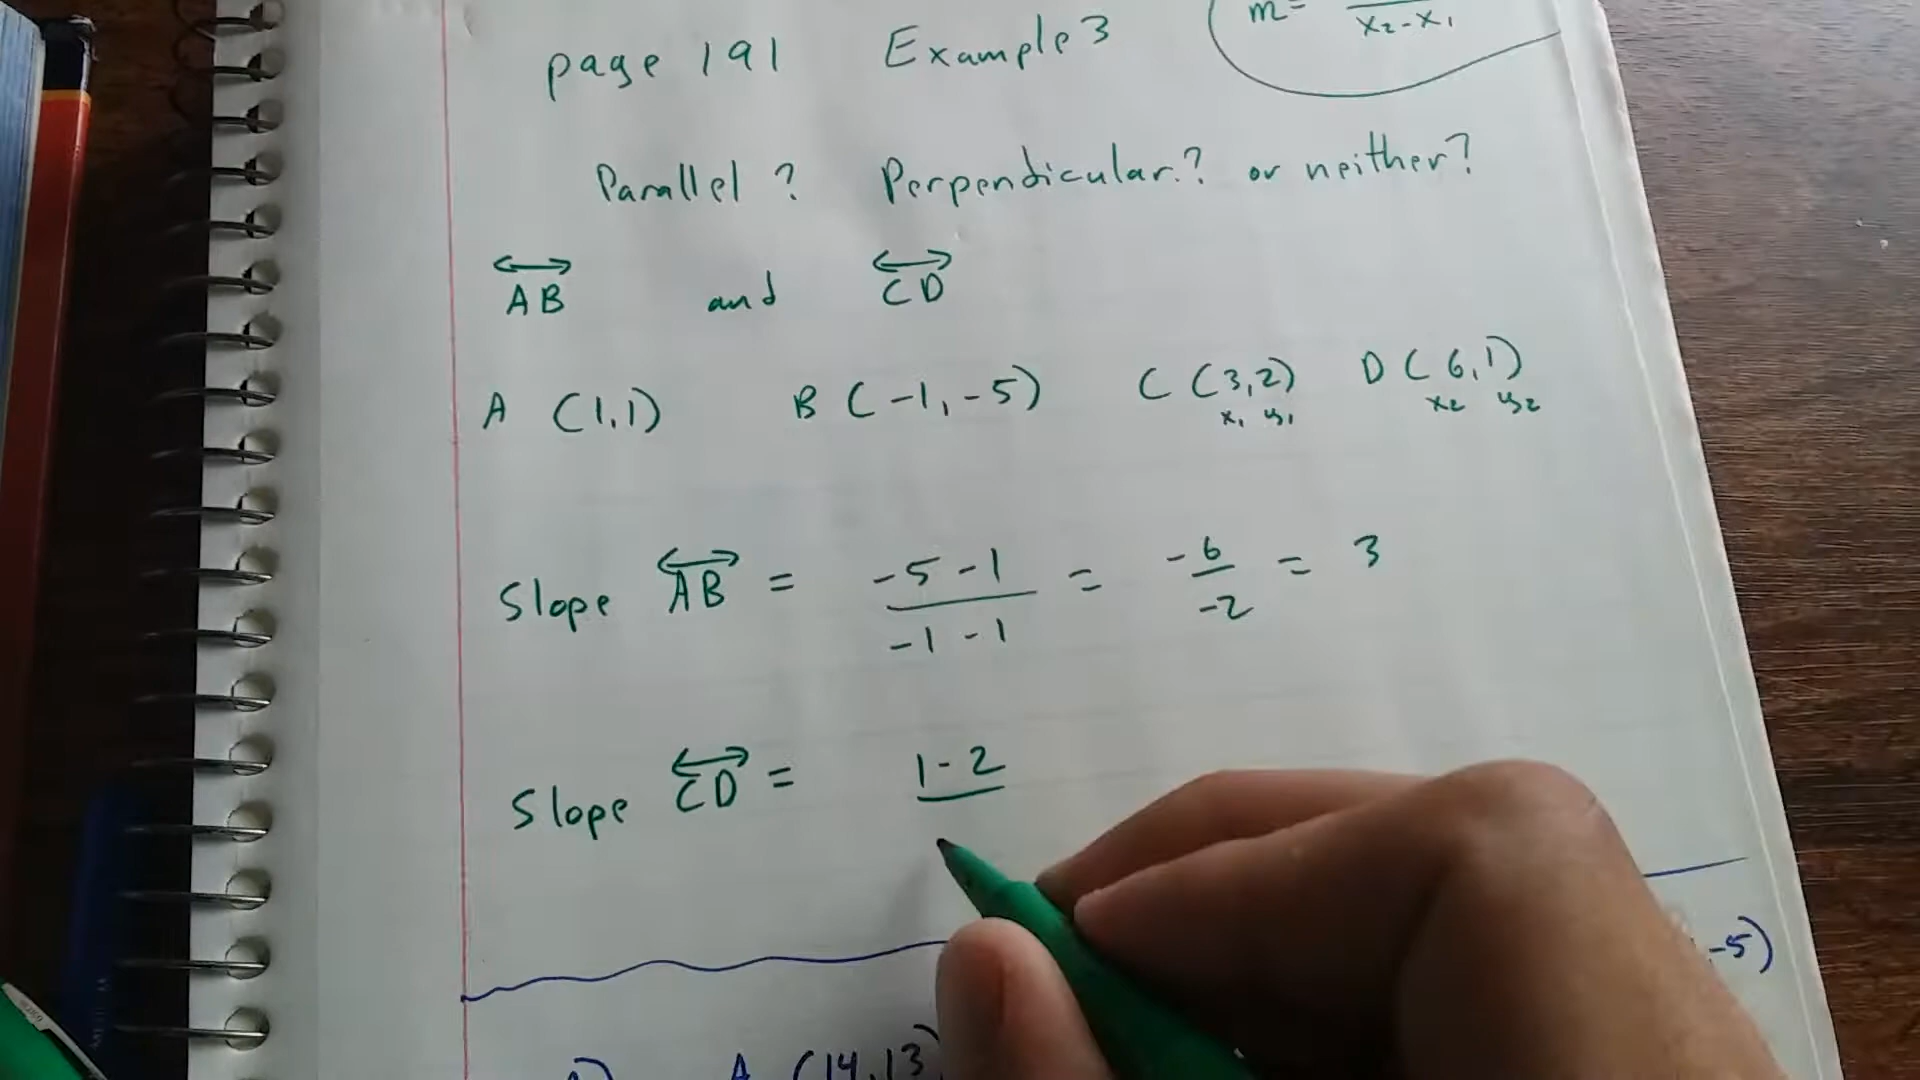 m =
x₂-x₁
page 191 Example 3
Parallel ? Perpendicular.? or neither?
AB and CD
A (1,1) B (-1,-5) C (3,2) D (6,1)
x₁ y₁ x₂ y₂
Slope AB = -5-1 = -6 = 3
-1-1 -2
Slope CD = 1-2
-5)
A (14,13)